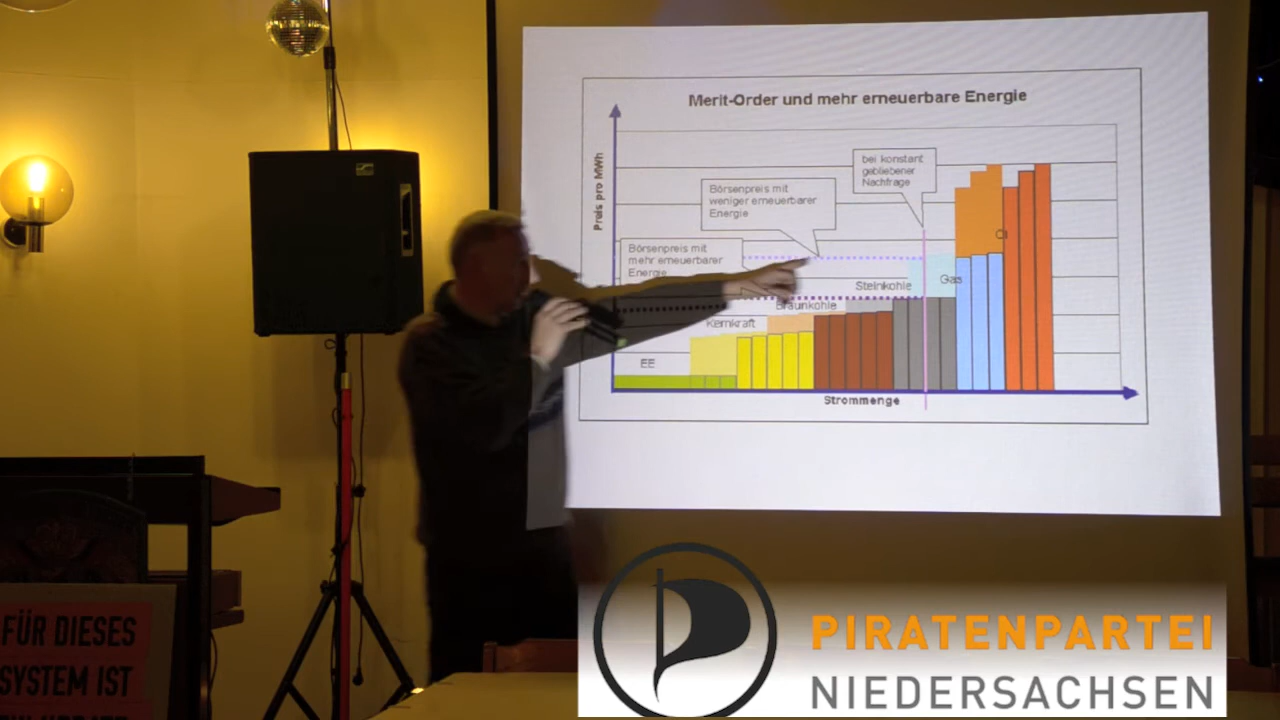 Merit-Order und mehr erneuerbare Energie
Preis pro MWh
bei konstant
gebliebener
Nachfrage
Börsenpreis mit
weniger erneuerbarer
Energie
Börsenpreis mit
mehr erneuerbarer
Energie
Öl
Gas
Steinkohle
Braunkohle
Kernkraft
EE
Strommenge
FÜR DIESES
SYSTEM IST
PIRATENPARTEI
NIEDERSACHSEN